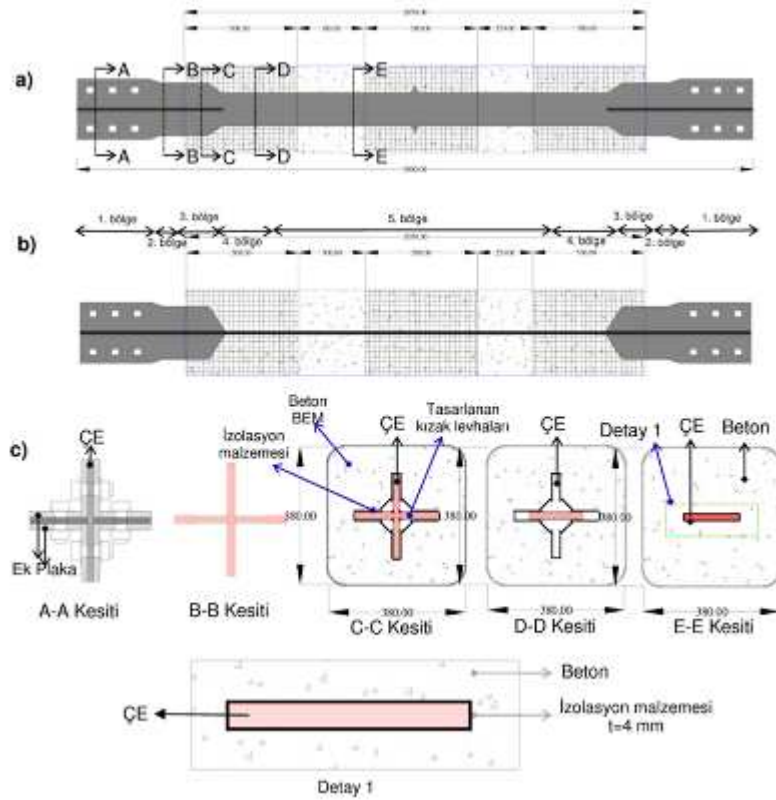 a)
A B C D E
A B C D E
1. bölge 3. bölge 5. bölge 3. bölge 1. bölge
2. bölge 4. bölge 4. bölge 2. bölge
b)
c)
ÇE
Ek Plaka
A-A Kesiti
B-B Kesiti
İzolasyon
malzemesi
Beton
BEM
ÇE
Tasarlanan
kızak levhaları
380.00
380.00
380.00
C-C Kesiti
ÇE
380.00
380.00
D-D Kesiti
Detay 1
ÇE
Beton
380.00
E-E Kesiti
ÇE
Beton
İzolasyon malzemesi
t=4 mm
Detay 1